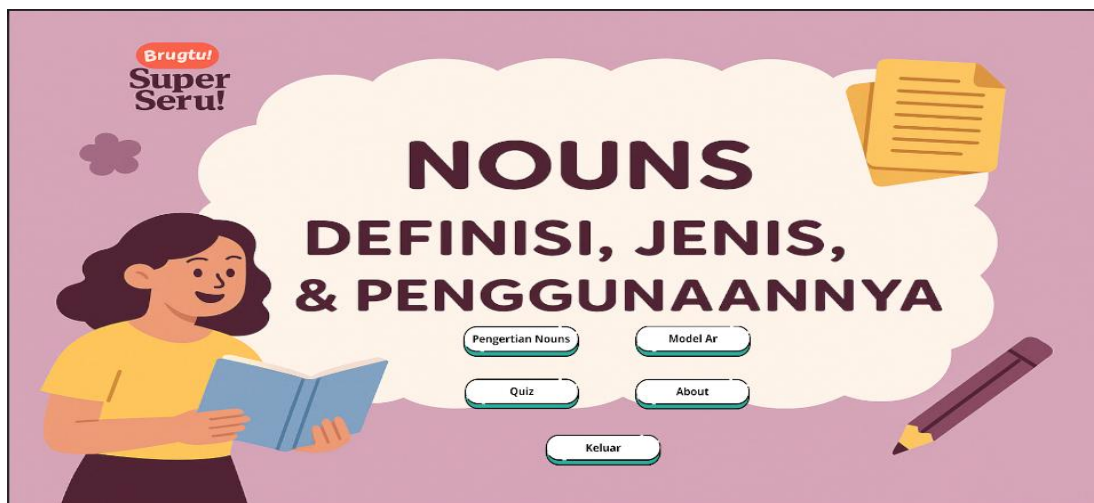 Brugtu!
Super
Seru!
NOUNS
DEFINISI, JENIS,
& PENGGUNAANNYA
Pengertian Nouns
Model Ar
Quiz
About
Keluar